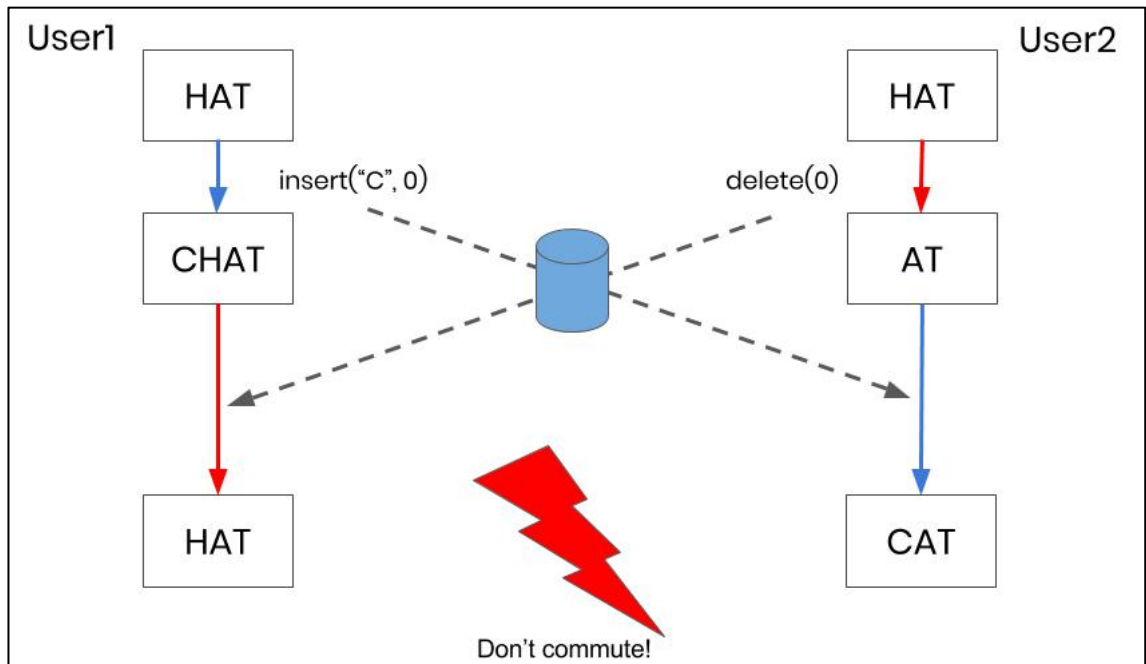 User1
User2
HAT
HAT
insert(“C”, 0)
delete(0)
CHAT
AT
HAT
CAT
Don’t commute!